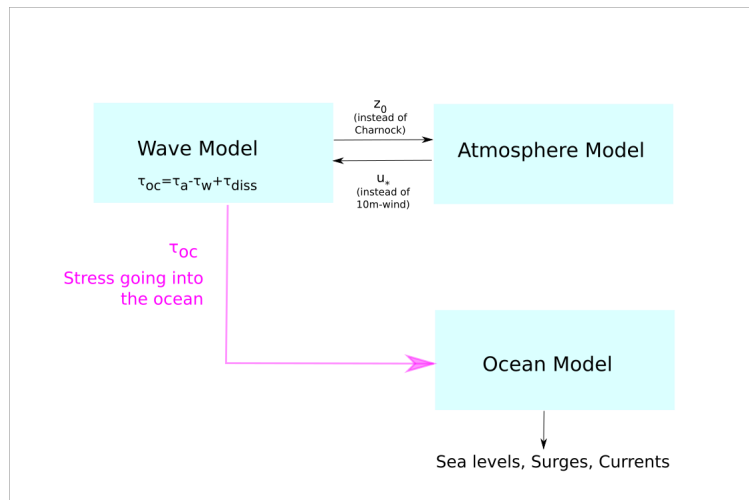 z₀
(instead of
Charnock)
Wave Model
τoc=τa-τw+τdiss
Atmosphere Model
u*
(instead of
10m-wind)
τoc
Stress going into
the ocean
Ocean Model
Sea levels, Surges, Currents